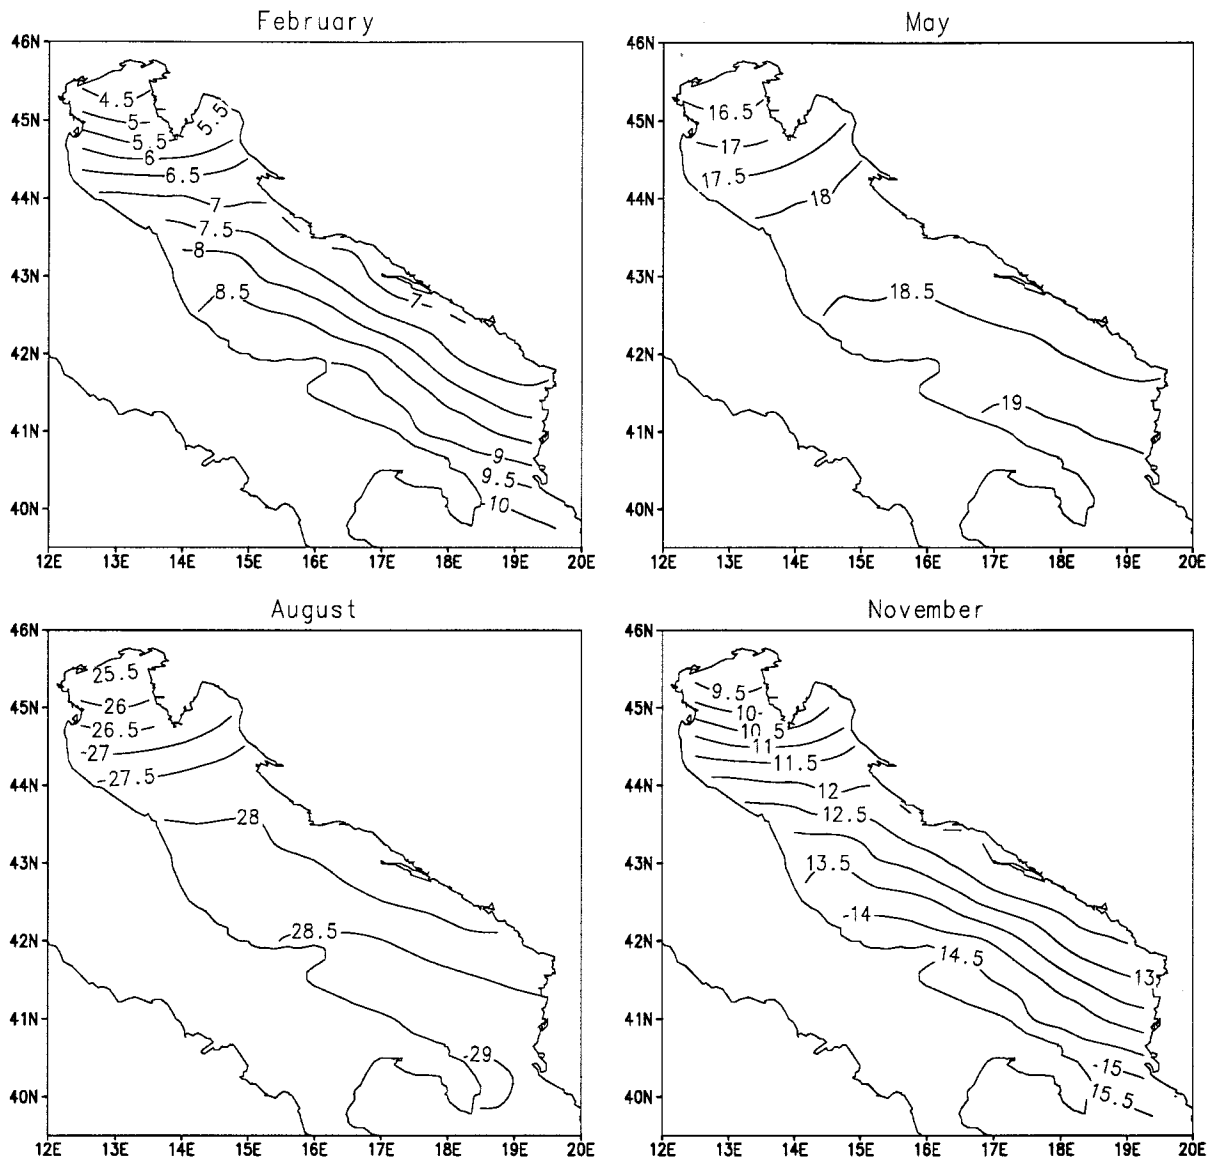 February
May
46N
45N
44N
43N
42N
41N
40N
12E 13E 14E 15E 16E 17E 18E 19E 20E
4.5
5
5.5
5.5
6
6.5
7
7.5
8
8.5
7
9
9.5
10
46N
45N
44N
43N
42N
41N
40N
12E 13E 14E 15E 16E 17E 18E 19E 20E
16.5
17
17.5
18
18.5
19
August
November
46N
45N
44N
43N
42N
41N
40N
12E 13E 14E 15E 16E 17E 18E 19E 20E
25.5
26
26.5
27
27.5
28
28.5
29
46N
45N
44N
43N
42N
41N
40N
12E 13E 14E 15E 16E 17E 18E 19E 20E
9.5
10
10.5
11
11.5
12
12.5
13.5
14
14.5
13
15
15.5